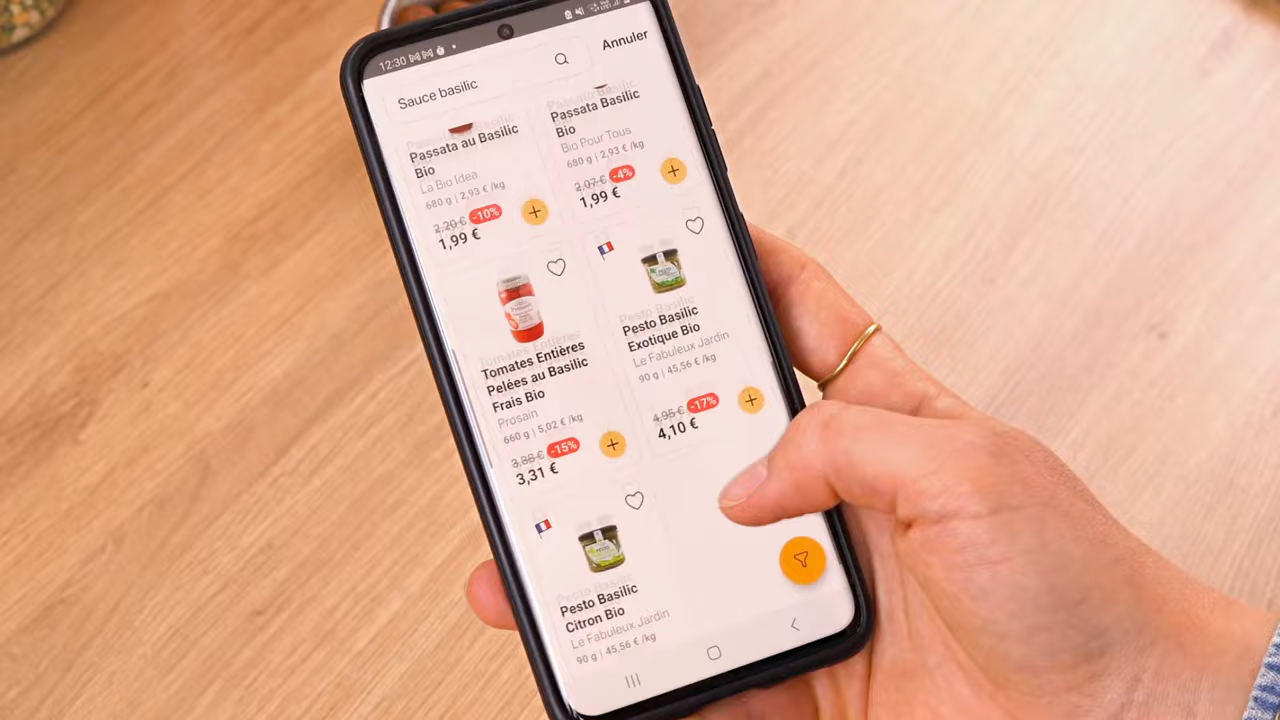 12:30
Annuler
Sauce basilic
Passata au Basilic
Bio
La Bio Idea
680 g | 2,93 € /kg
2,20 € -10%
1,99 €
Passata Basilic
Bio
Bio Pour Tous
680 g | 2,93 € /kg
2,07 € -4%
1,99 €
Tomates Entières
Pelées au Basilic
Frais Bio
Prosain
660 g | 5,02 € /kg
3,88 € -15%
3,31 €
Pesto Basilic
Exotique Bio
Le Fabuleux Jardin
90 g | 45,56 € /kg
4,95 € -17%
4,10 €
Pesto Basilic
Citron Bio
Le Fabuleux Jardin
90 g | 45,56 € /kg